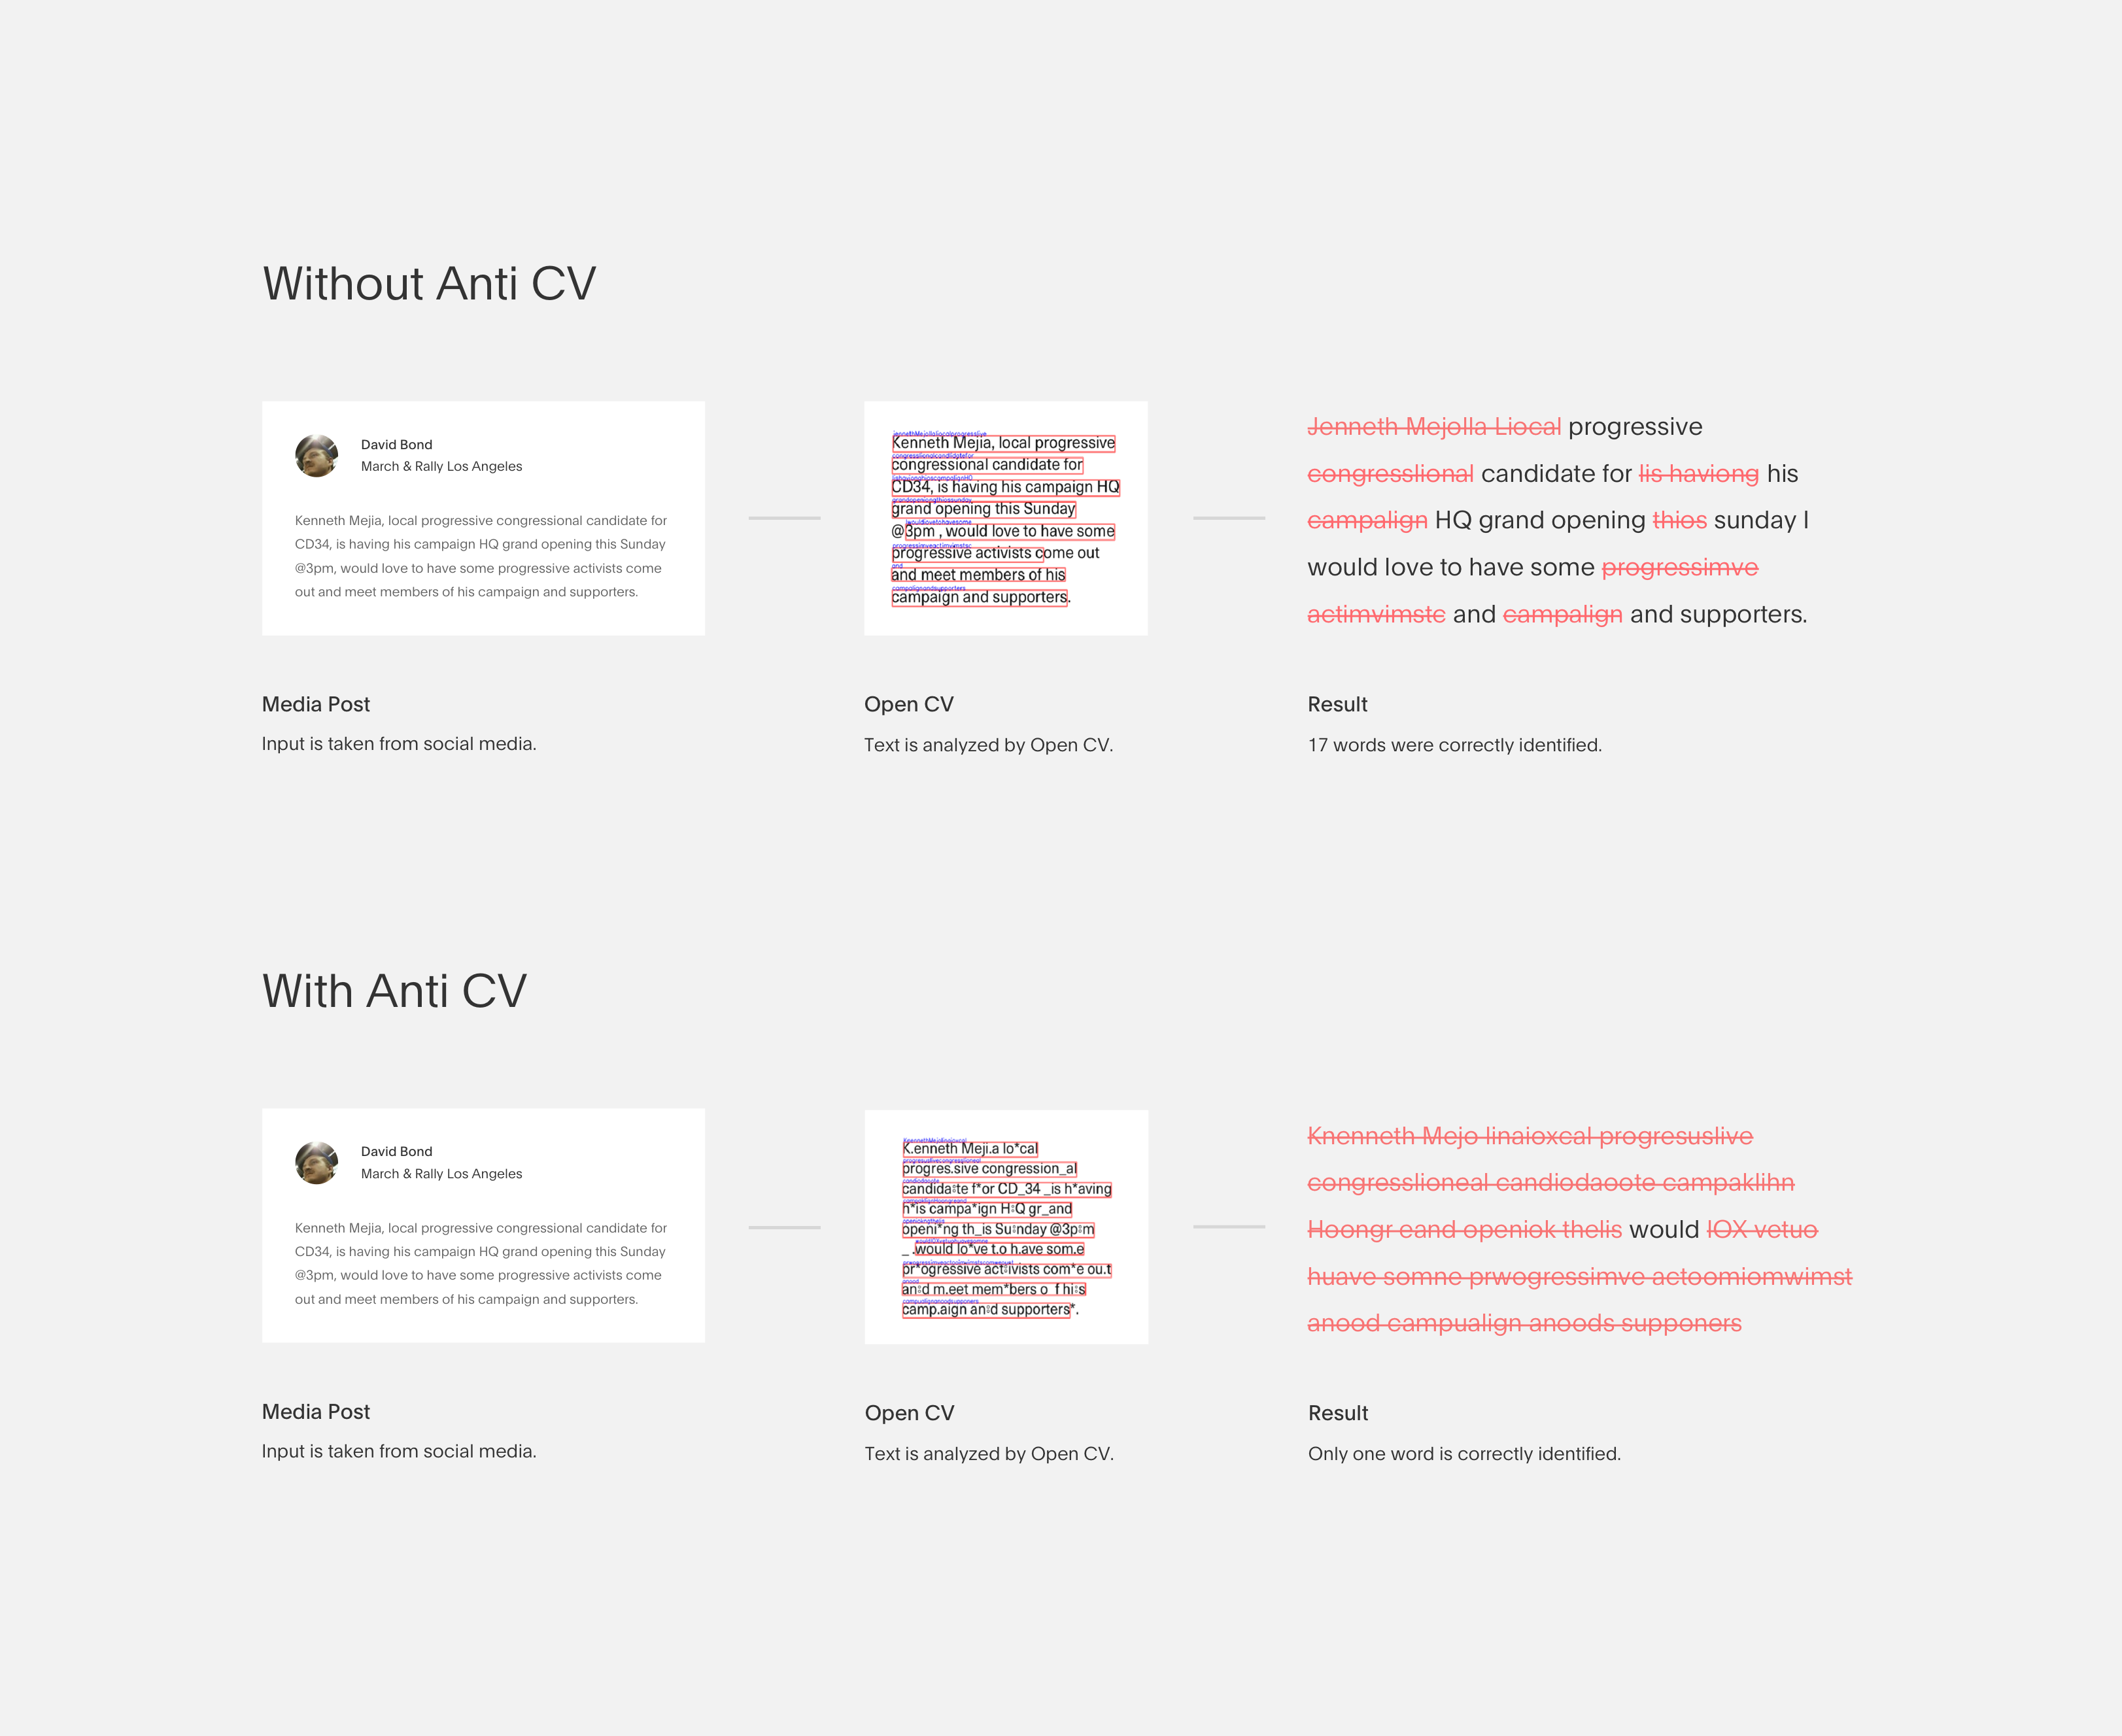 Without Anti CV
David Bond
March & Rally Los Angeles
Kenneth Mejia, local progressive congressional candidate for
CD34, is having his campaign HQ grand opening this Sunday
@3pm, would love to have some progressive activists come
out and meet members of his campaign and supporters.
Kenneth Mejia, local progressive
congressional candidate for
CD34, is having his campaign HQ
grand opening this Sunday
@3pm , would love to have some
progressive activists come out
and meet members of his
campaign and supporters.
Jenneth Mejolla Liocal progressive
congresslional candidate for lis haviong his
campalign HQ grand opening thios sunday I
would love to have some progressimve
actimvimstc and campalign and supporters.
Media Post
Input is taken from social media.
Open CV
Text is analyzed by Open CV.
Result
17 words were correctly identified.
With Anti CV
David Bond
March & Rally Los Angeles
Kenneth Mejia, local progressive congressional candidate for
CD34, is having his campaign HQ grand opening this Sunday
@3pm, would love to have some progressive activists come
out and meet members of his campaign and supporters.
K.enneth Meji.a lo*cal
progres.sive congression_al
f*or CD_34 _is h*aving
h*is campa*ign gr_and
openi*ng th_is
_ .would lo*ve t.o h.ave som.e
pr*ogressive com*e ou.t
m.eet mem*bers o f
camp.aign supporters*.
Knenneth Mejo linaioxcal progresuslive
congresslioneal candiodaoote campaklihn
Hoongr eand openiok thelis would IOX vetuo
huave somne prwogressimve actoomiomwimst
anood campualign anoods supponers
Media Post
Input is taken from social media.
Open CV
Text is analyzed by Open CV.
Result
Only one word is correctly identified.